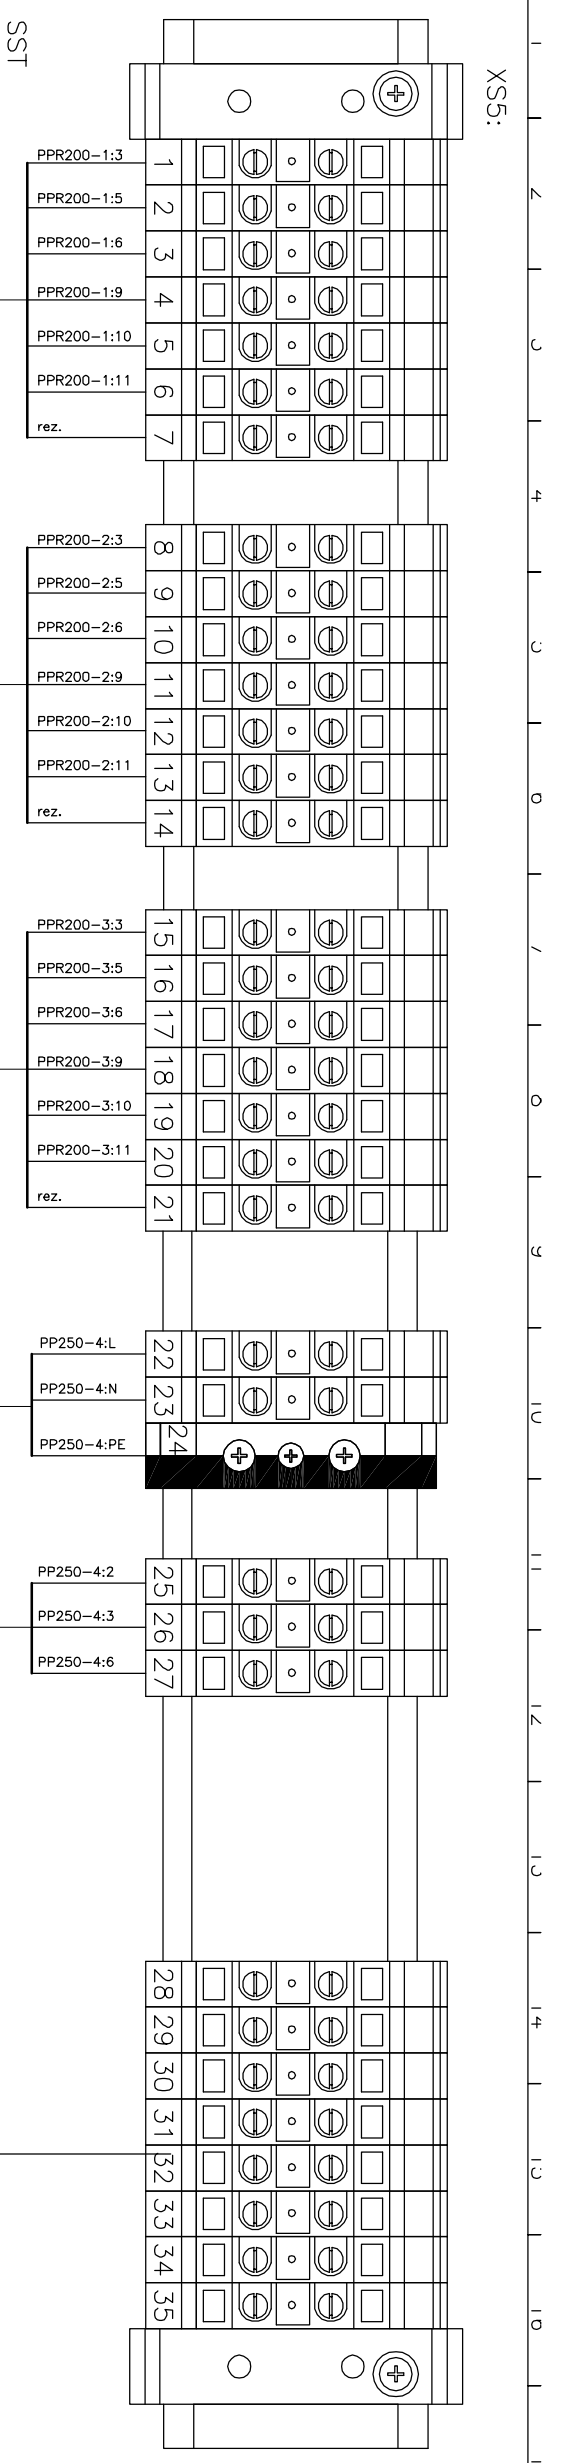 SST
XS5:
PPR200-1:3 1
PPR200-1:5 2
PPR200-1:6 3
PPR200-1:9 4
PPR200-1:10 5
PPR200-1:11 6
rez. 7
PPR200-2:3 8
PPR200-2:5 9
PPR200-2:6 10
PPR200-2:9 11
PPR200-2:10 12
PPR200-2:11 13
rez. 14
PPR200-3:3 15
PPR200-3:5 16
PPR200-3:6 17
PPR200-3:9 18
PPR200-3:10 19
PPR200-3:11 20
rez. 21
PP250-4:L 22
PP250-4:N 23
PP250-4:PE 24
PP250-4:2 25
PP250-4:3 26
PP250-4:6 27
28
29
30
31
32
33
34
35
4
14